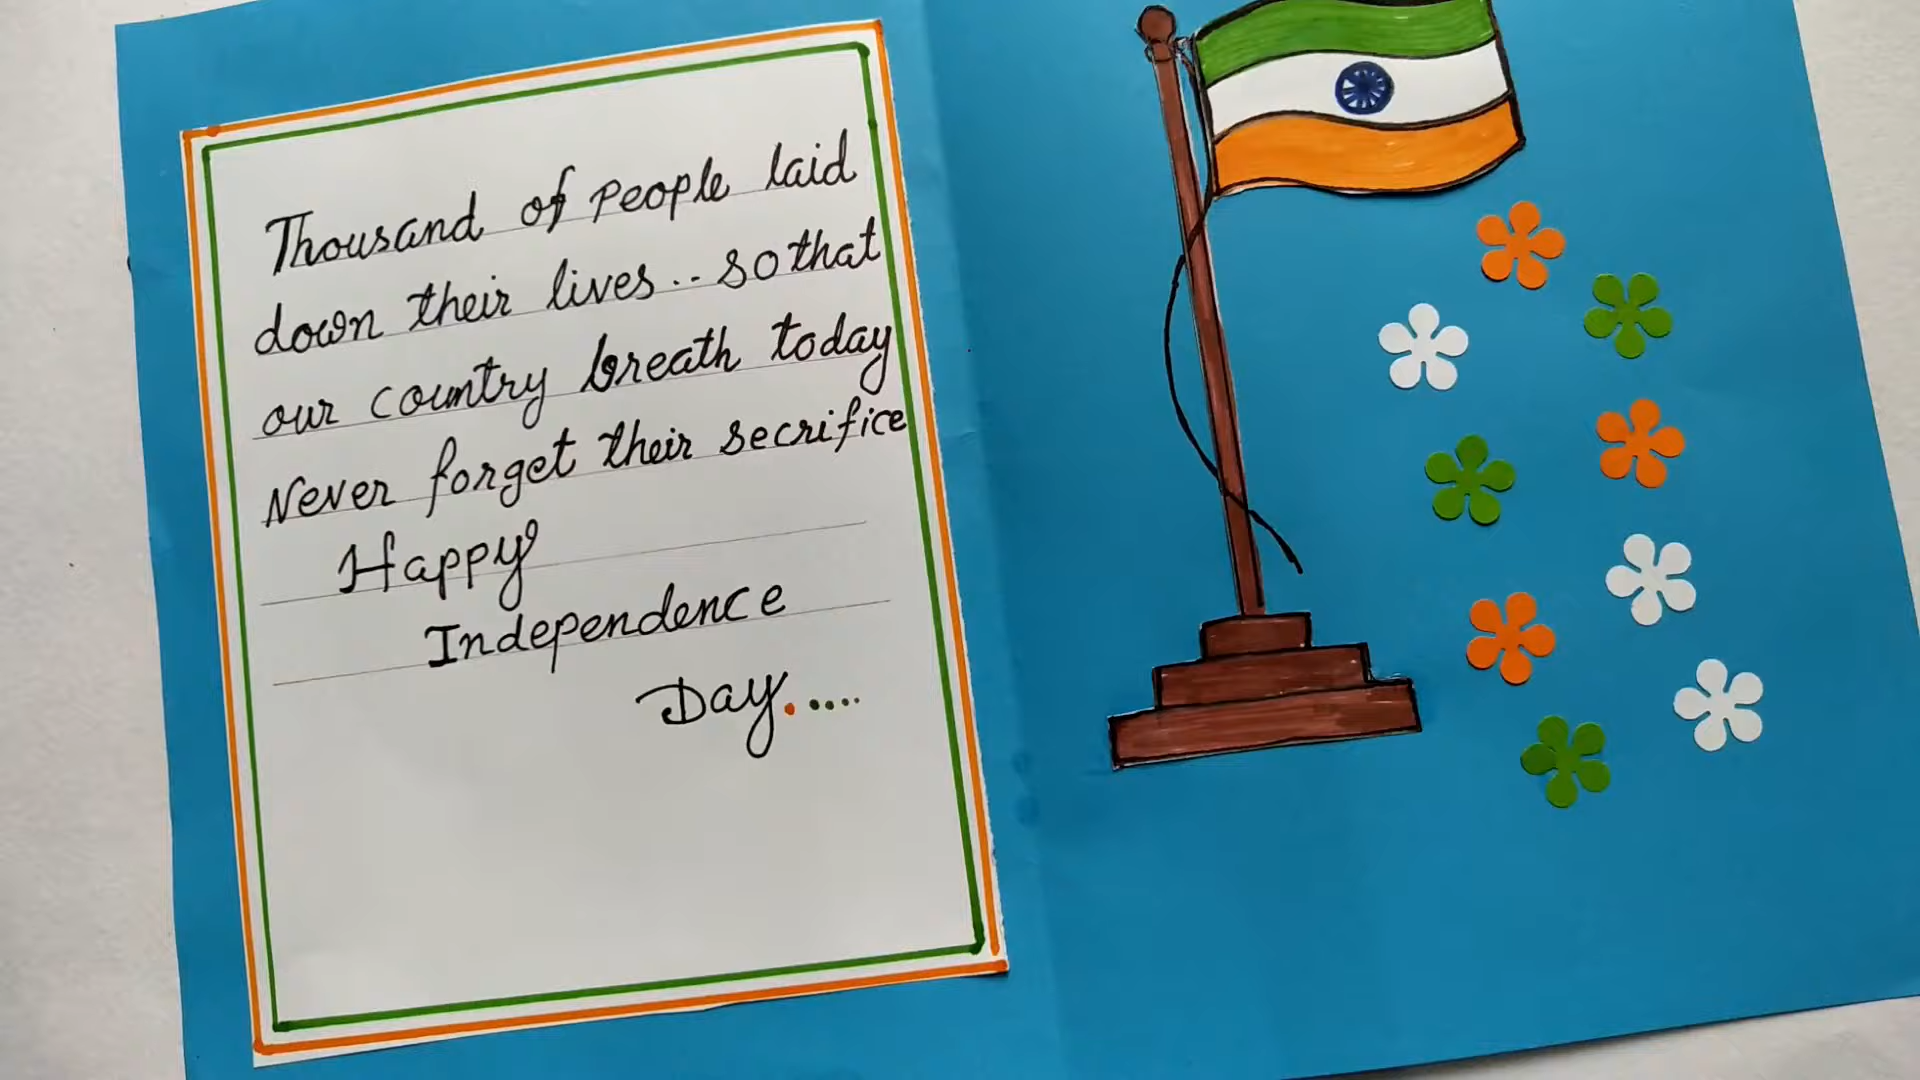 Thousand of People laid
down their lives.. so that
our country breath today
Never forget their secrifice
Happy
Independence
Day.....